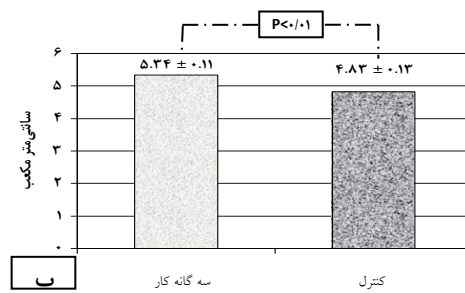 P<۰/۰۱
۶
۵
۴
۳
۲
۱
۰
سانتی‌متر مکعب
۵.۳۴ ± ۰.۱۱
۴.۸۳ ± ۰.۱۳
سه گانه کار
کنترل
ب